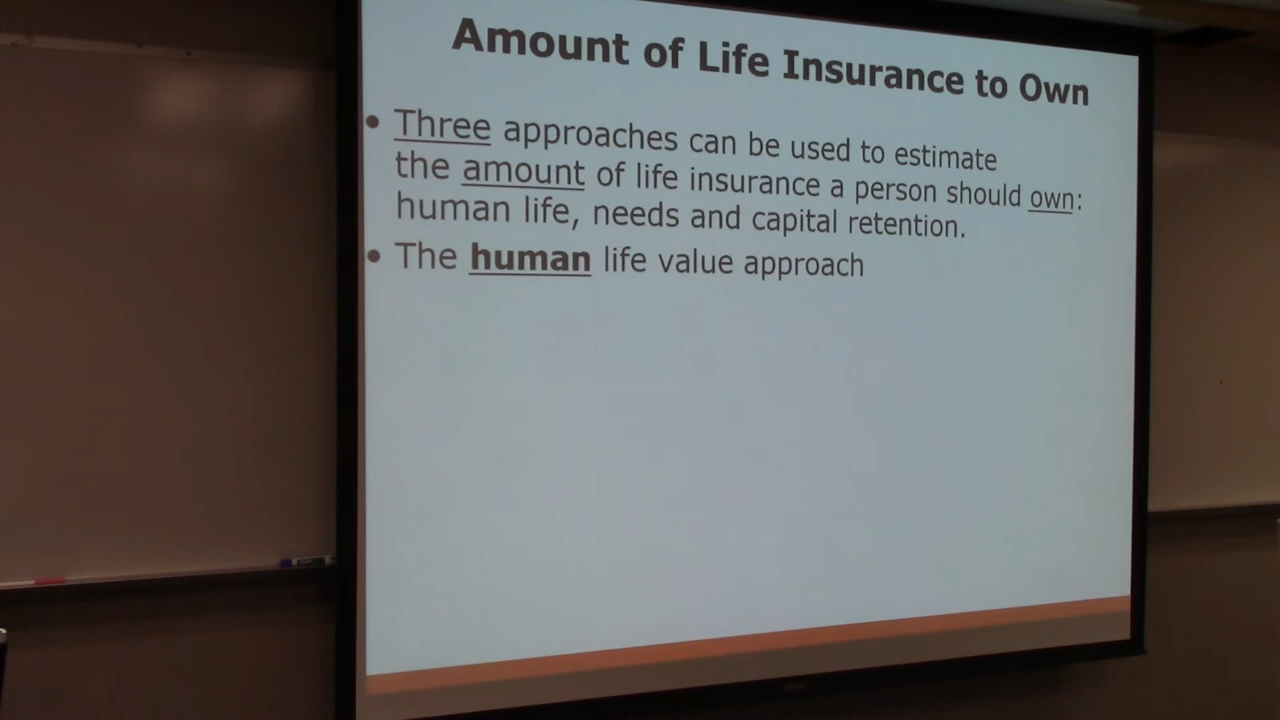 Amount of Life Insurance to Own
• Three approaches can be used to estimate
the amount of life insurance a person should own:
human life, needs and capital retention.
• The human life value approach